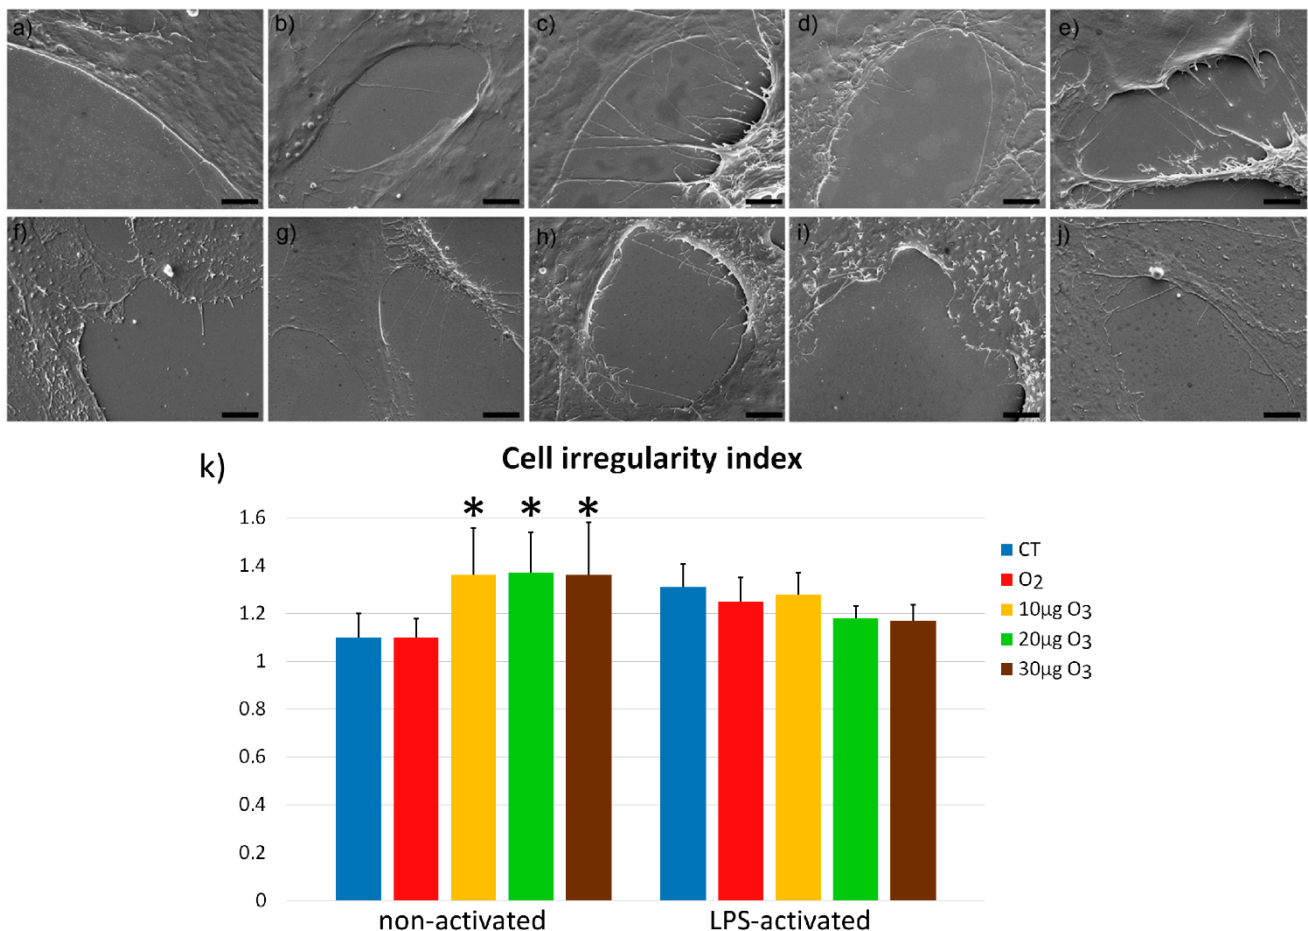 a)
b)
c)
d)
e)
f)
g)
h)
i)
j)
k)
Cell irregularity index
* * *
1.6
1.4
1.2
1
0.8
0.6
0.4
0.2
0
non-activated
LPS-activated
CT
O2
10µg O3
20µg O3
30µg O3